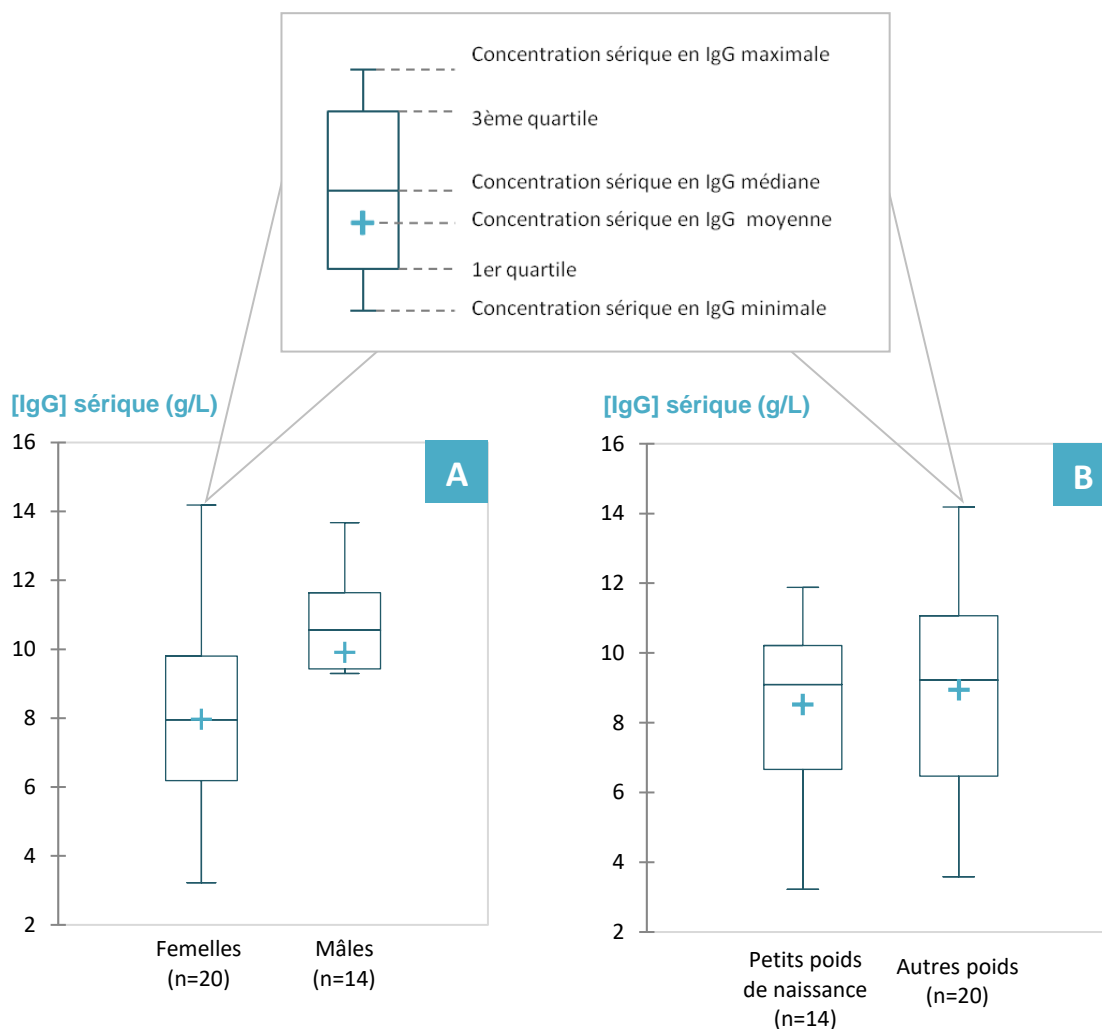 Concentration sérique en IgG maximale
3ème quartile
Concentration sérique en IgG médiane
Concentration sérique en IgG  moyenne
1er quartile
Concentration sérique en IgG minimale
[IgG] sérique (g/L)
A
16
14
12
10
8
6
4
2
Femelles
(n=20)
Mâles
(n=14)
[IgG] sérique (g/L)
B
16
14
12
10
8
6
4
2
Petits poids
de naissance
(n=14)
Autres poids
(n=20)